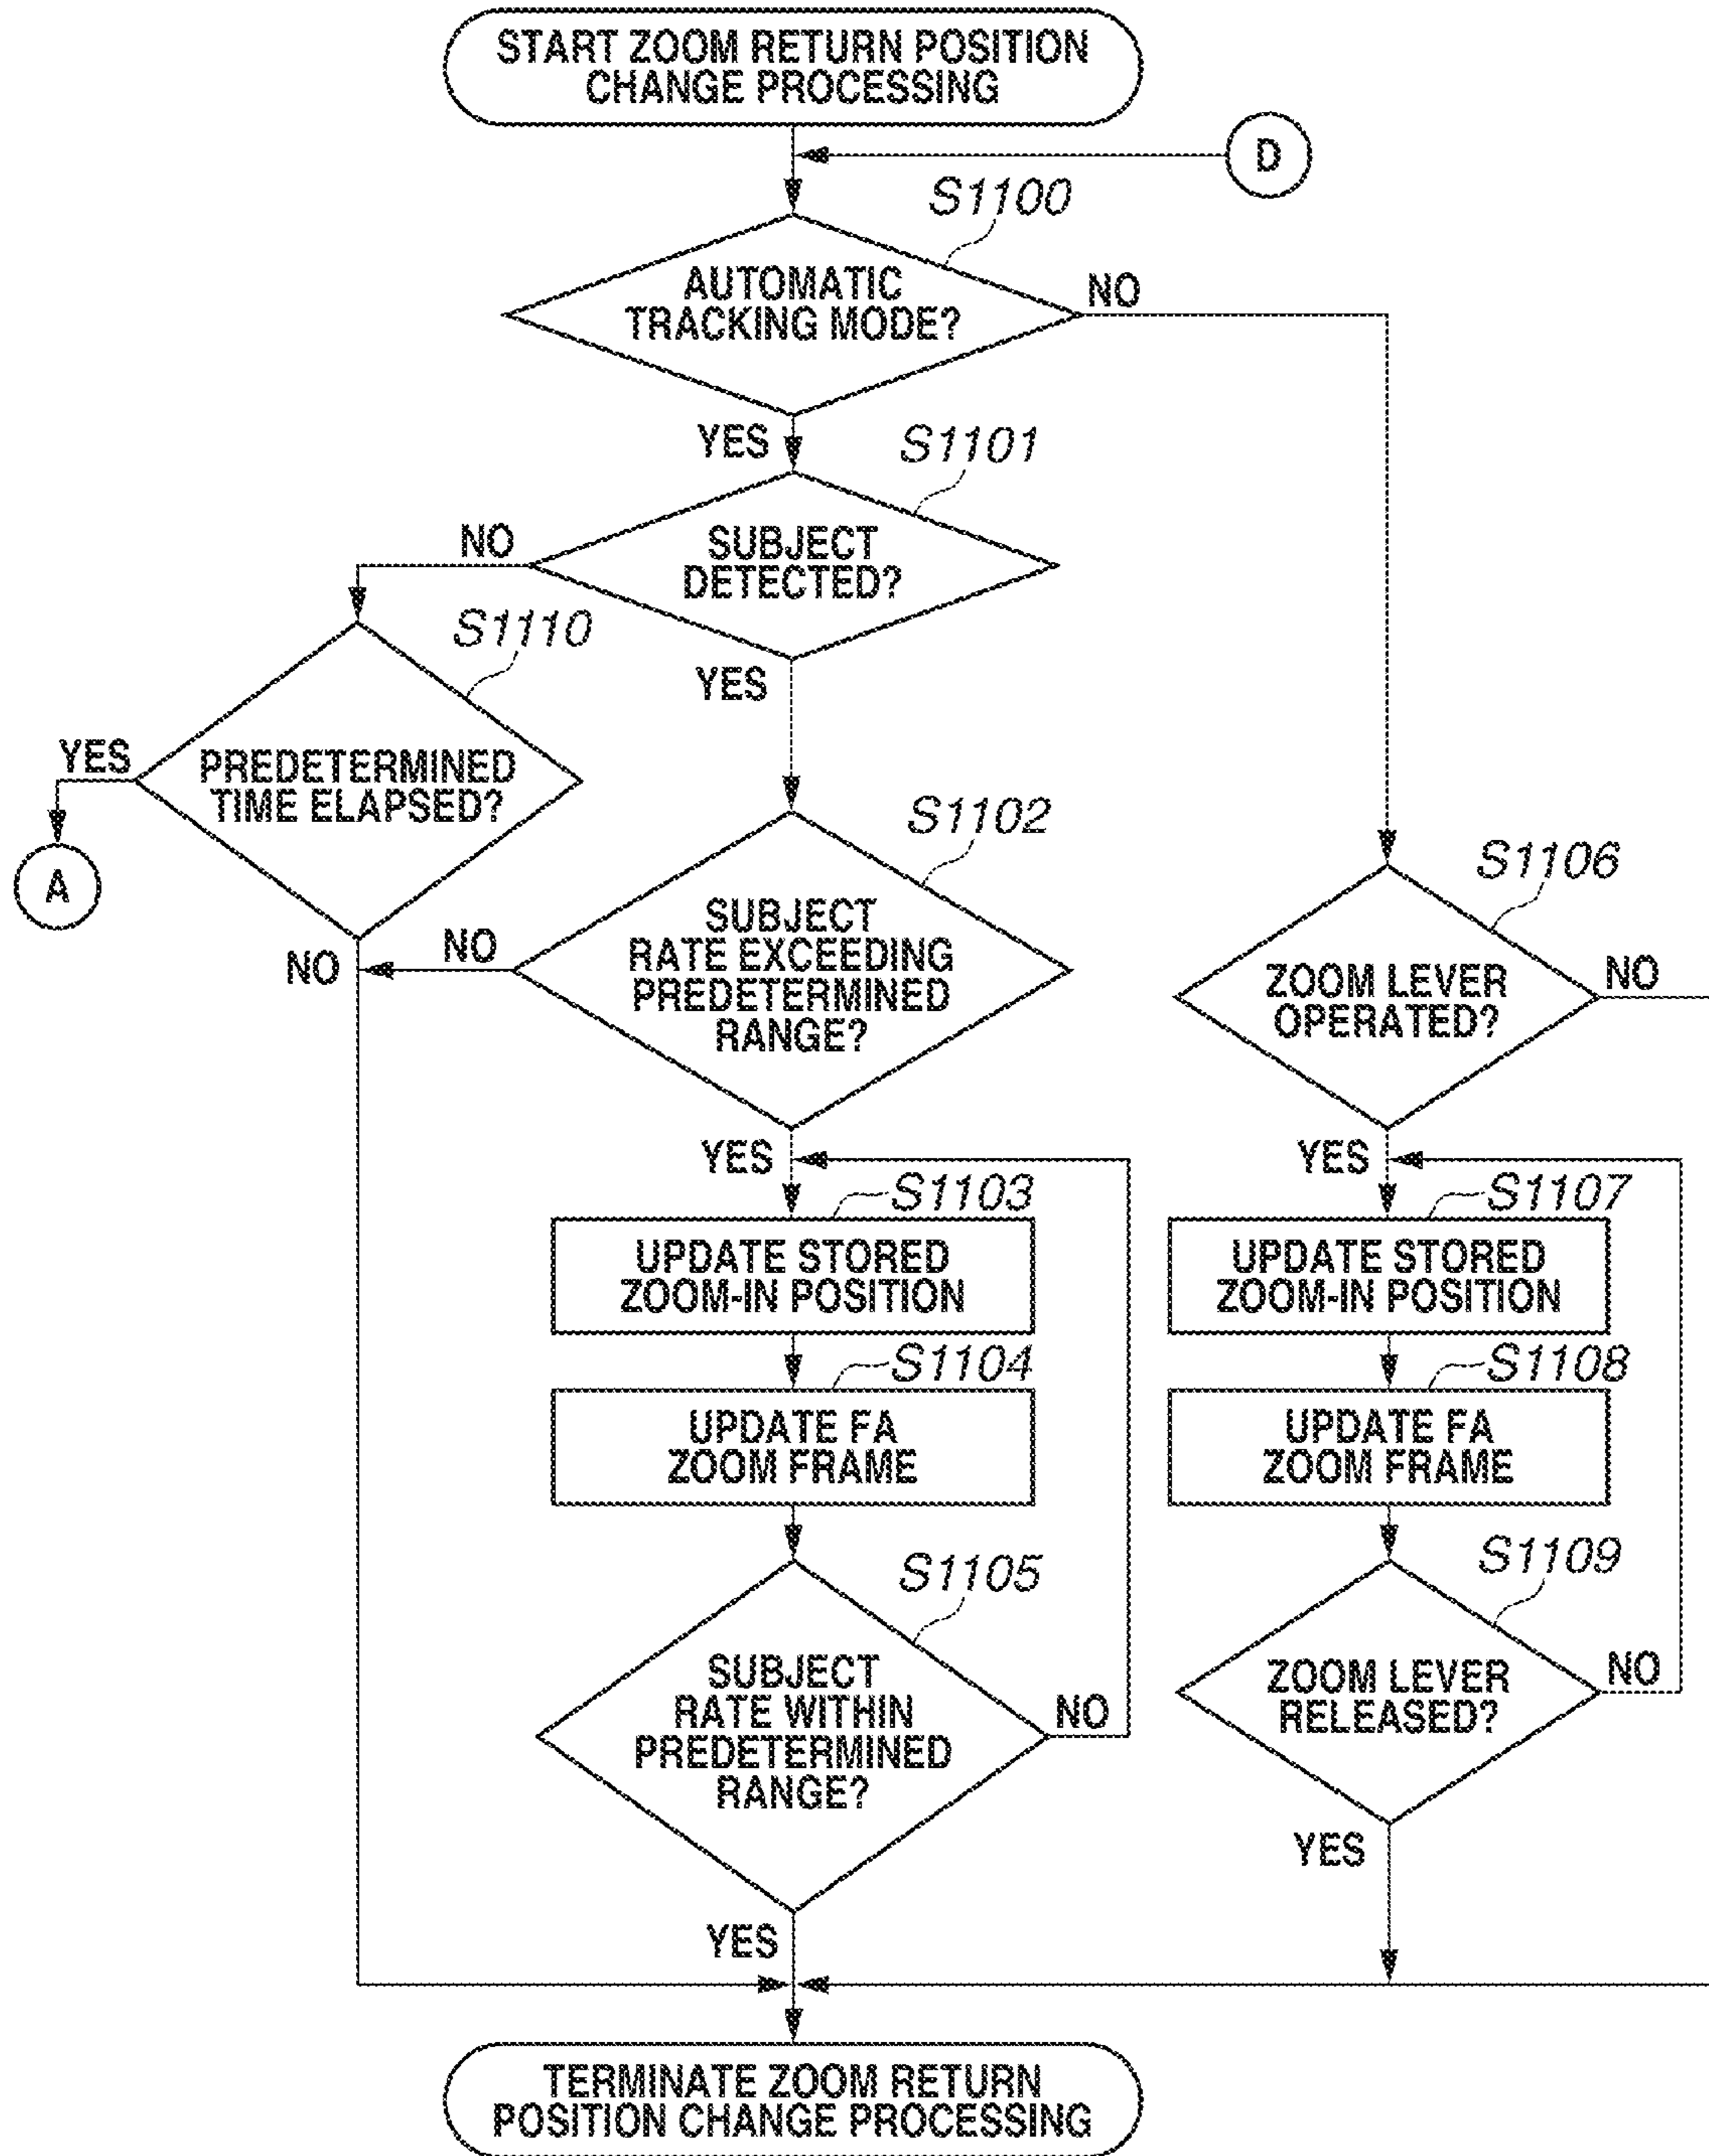 START ZOOM RETURN POSITION
CHANGE PROCESSING
D
S1100
AUTOMATIC
TRACKING MODE?
NO
YES
S1101
SUBJECT
DETECTED?
NO
YES
S1110
PREDETERMINED
TIME ELAPSED?
YES
A
NO
S1102
SUBJECT
RATE EXCEEDING
PREDETERMINED
RANGE?
NO
YES
S1103
UPDATE STORED
ZOOM-IN POSITION
S1104
UPDATE FA
ZOOM FRAME
S1105
SUBJECT
RATE WITHIN
PREDETERMINED
RANGE?
NO
YES
S1106
ZOOM LEVER
OPERATED?
NO
YES
S1107
UPDATE STORED
ZOOM-IN POSITION
S1108
UPDATE FA
ZOOM FRAME
S1109
ZOOM LEVER
RELEASED?
NO
YES
TERMINATE ZOOM RETURN
POSITION CHANGE PROCESSING